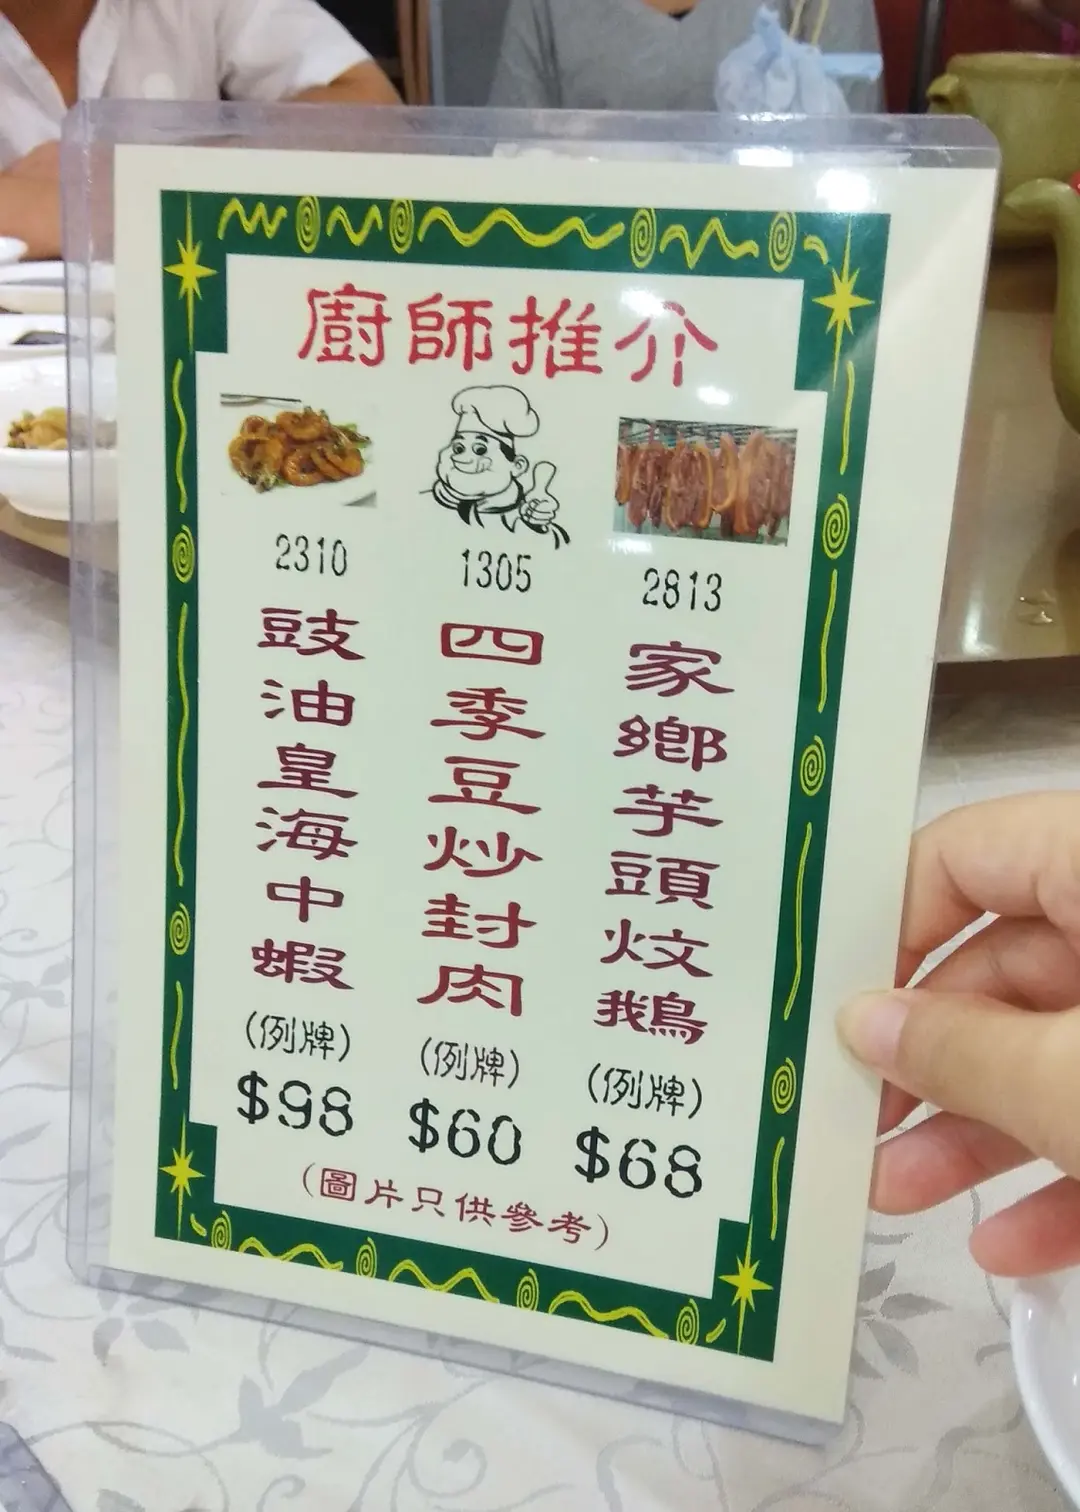 廚師推介
2310
豉油皇海中蝦
(例牌)
$98
1305
四季豆炒封肉
(例牌)
$60
2813
家鄉芋頭炆鵝
(例牌)
$68
(圖片只供參考)